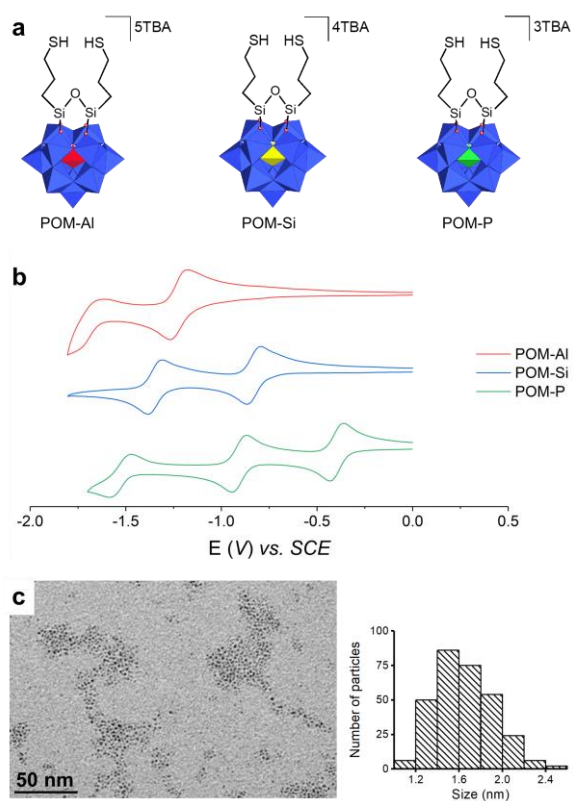 a
5TBA
4TBA
3TBA
SH HS
SH HS
SH HS
O
O
O
Si Si
Si Si
Si Si
POM-Al
POM-Si
POM-P
b
POM-Al
POM-Si
POM-P
-2.0 -1.5 -1.0 -0.5 0.0 0.5
E (V) vs. SCE
c
50 nm
100
75
50
25
0
Number of particles
1.2 1.6 2.0 2.4
Size (nm)